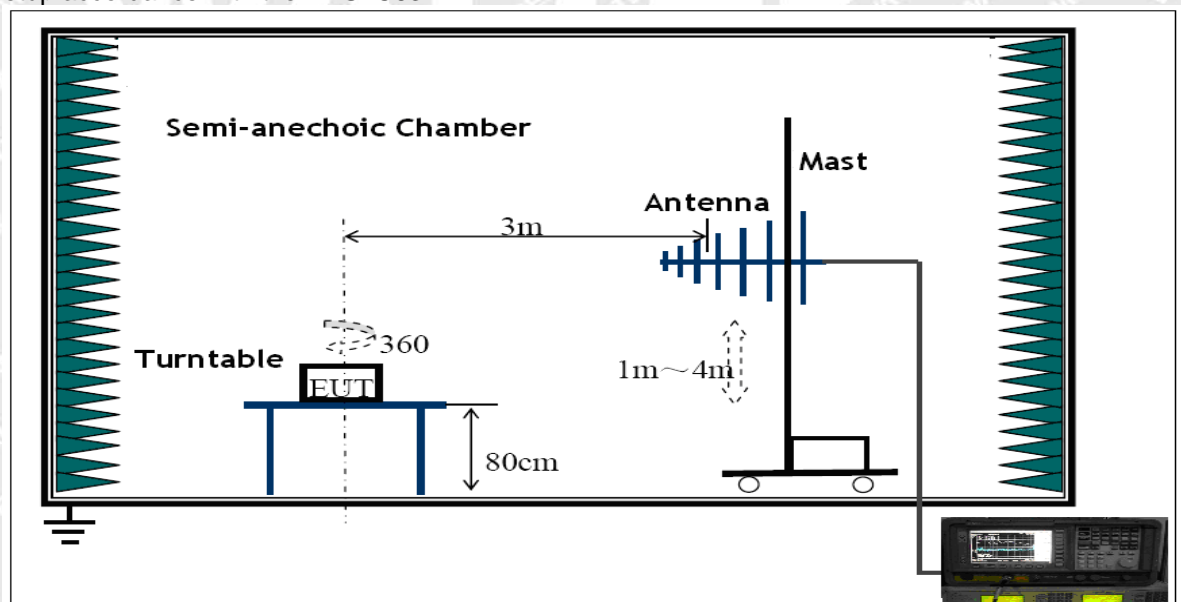 Semi-anechoic Chamber
Mast
Antenna
3m
360
Turntable
1m～4m
EUT
80cm